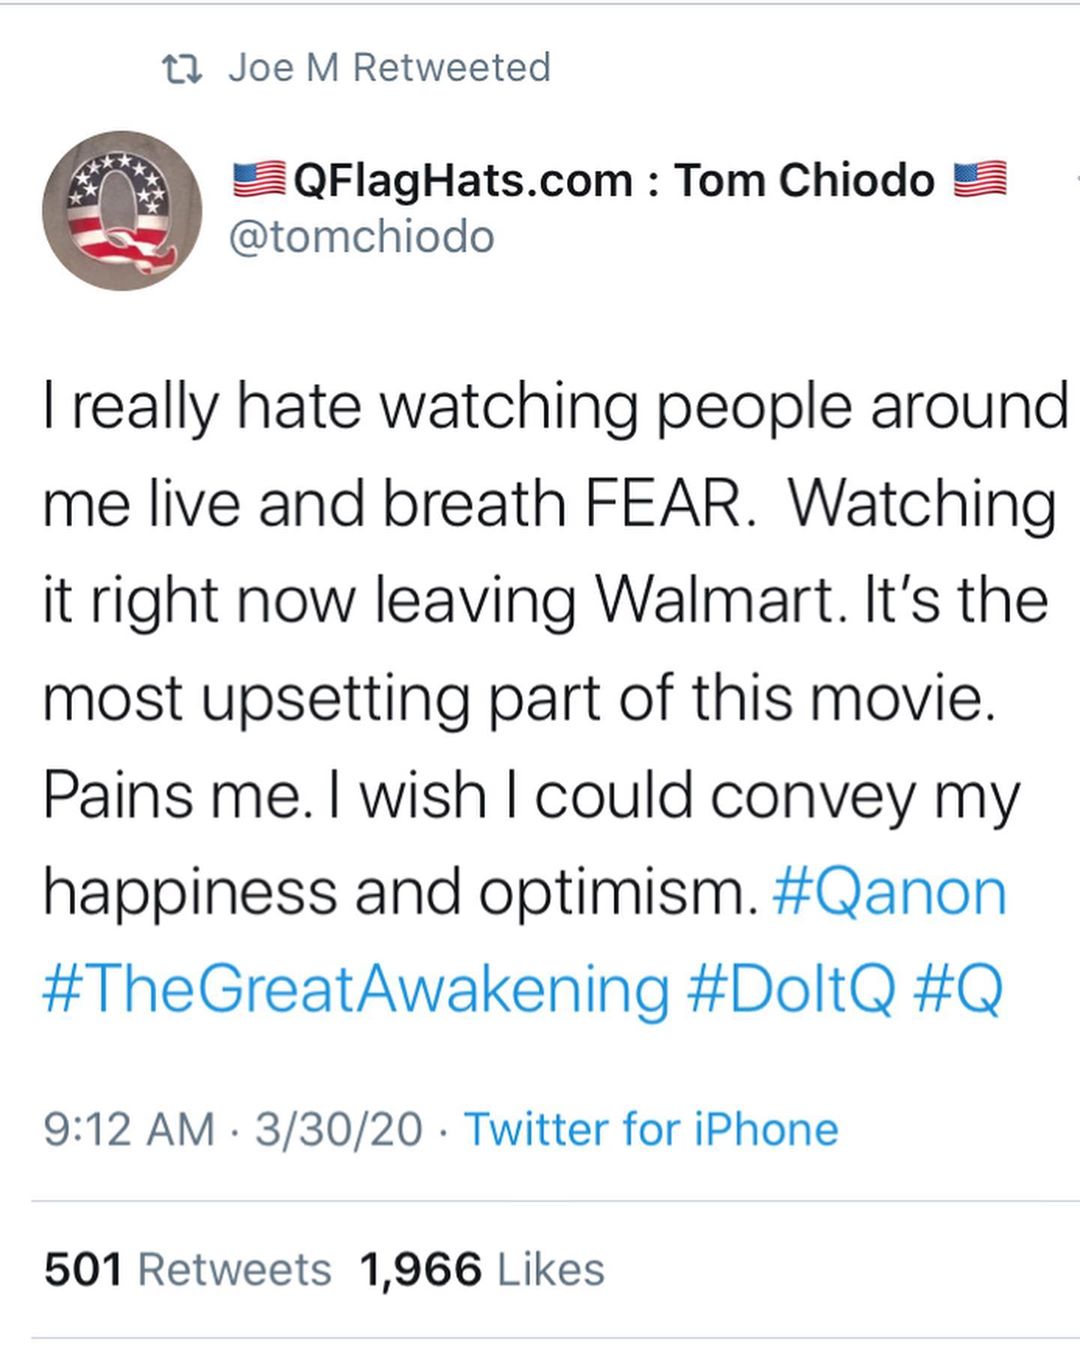 Joe M Retweeted
🇺🇸QFlagHats.com : Tom Chiodo 🇺🇸
@tomchiodo
I really hate watching people around
me live and breath FEAR.  Watching
it right now leaving Walmart. It’s the
most upsetting part of this movie.
Pains me. I wish I could convey my
happiness and optimism. #Qanon
#TheGreatAwakening #DoItQ #Q
9:12 AM · 3/30/20 · Twitter for iPhone
501 Retweets  1,966 Likes